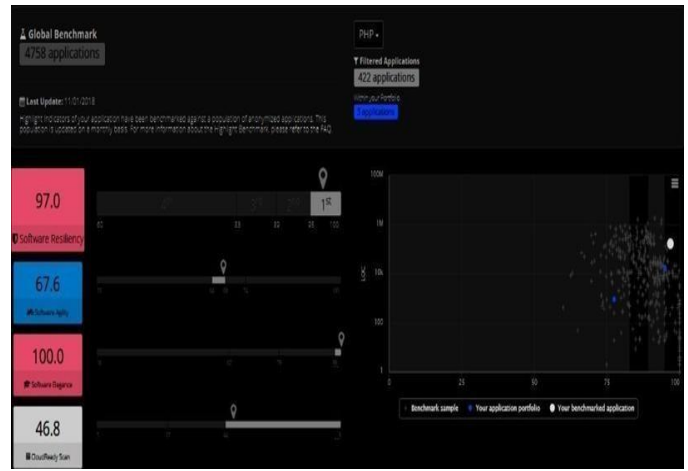 Global Benchmark
4758 applications
Last Update: 11/01/2018
Highlight indicators of your application have been benchmarked against a population of anonymized applications. This
population is updated on a monthly basis. For more information about the Highlight Benchmark, please refer to the FAQ.
PHP
Filtered Applications
422 applications
Within your Portfolio
97.0
Software Resiliency
1st
67.6
Software Agility
100.0
Software Elegance
46.8
CloudReady Scan
100M
1M
10k
100
1
LOC
0
25
50
75
100
Benchmark sample
Your application portfolio
Your benchmarked application